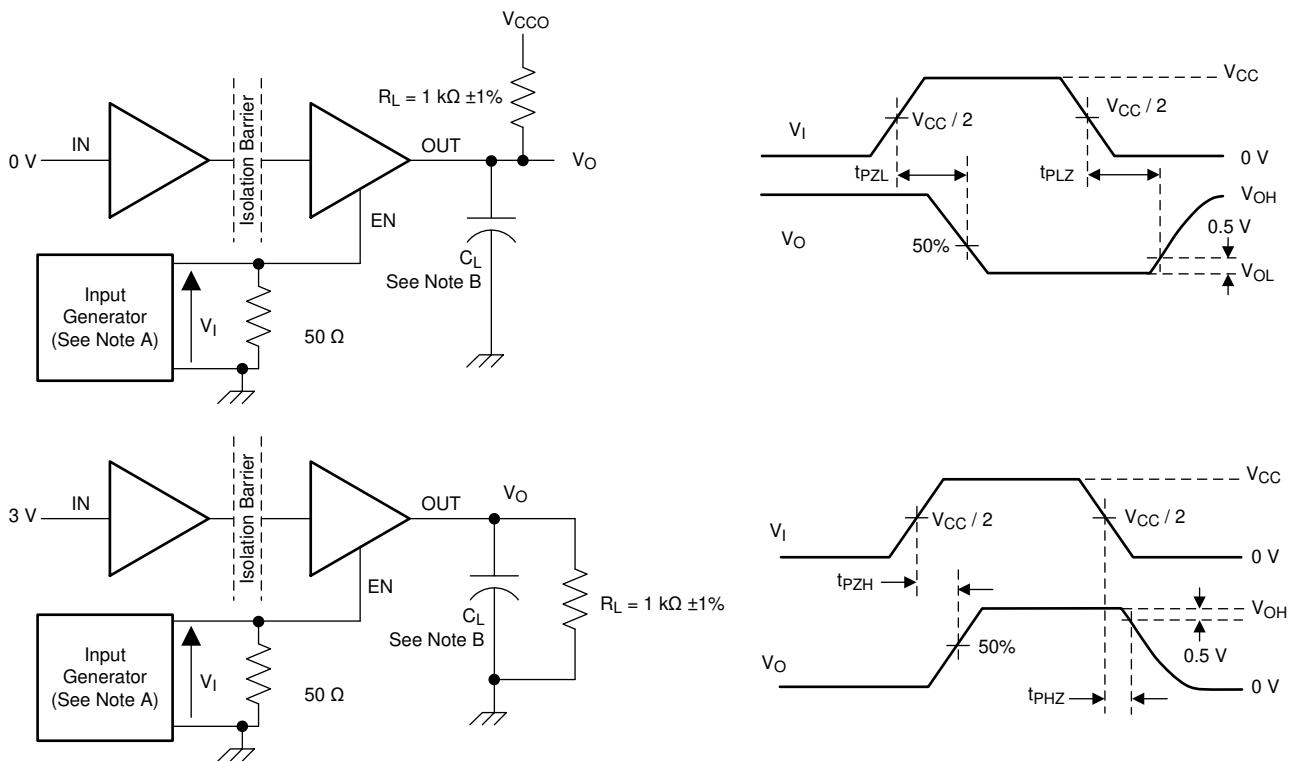 VCCO
RL = 1 kΩ ±1%
0 V
IN
Isolation Barrier
OUT
VO
EN
CL
See Note B
Input
Generator
(See Note A)
VI
50 Ω
VI
VCC / 2
VCC / 2
VCC
0 V
tPZL
tPLZ
VO
50%
VOH
0.5 V
VOL
3 V
IN
Isolation Barrier
OUT
VO
EN
CL
See Note B
RL = 1 kΩ ±1%
Input
Generator
(See Note A)
VI
50 Ω
VI
VCC / 2
VCC / 2
VCC
0 V
tPZH
VO
50%
VOH
0.5 V
tPHZ
0 V